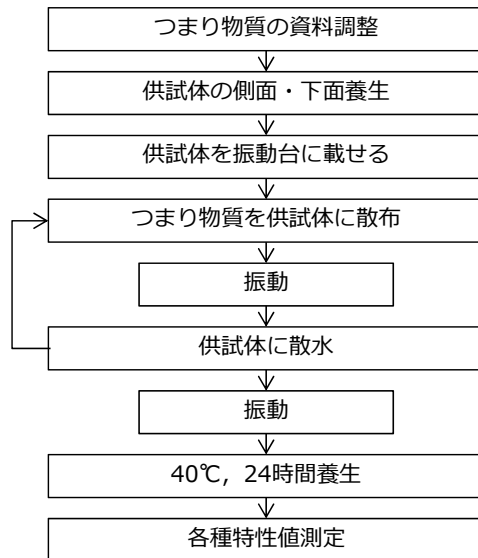 つまり物質の資料調整
供試体の側面・下面養生
供試体を振動台に載せる
つまり物質を供試体に散布
振動
供試体に散水
振動
40℃，24時間養生
各種特性値測定